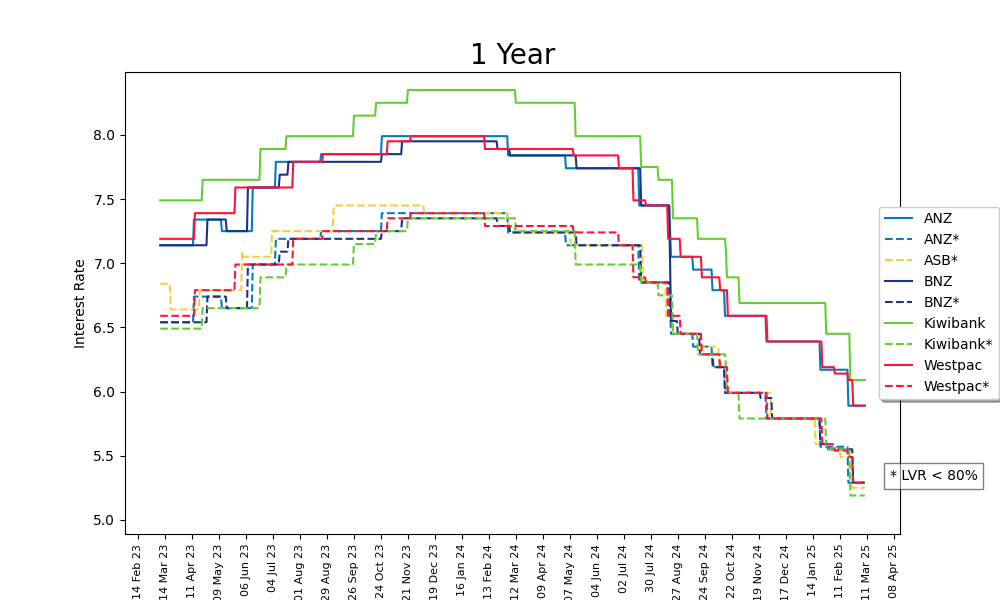 1 Year
Interest Rate
8.0
7.5
7.0
6.5
6.0
5.5
5.0
14 Feb 23
14 Mar 23
11 Apr 23
09 May 23
06 Jun 23
04 Jul 23
01 Aug 23
29 Aug 23
26 Sep 23
24 Oct 23
21 Nov 23
19 Dec 23
16 Jan 24
13 Feb 24
12 Mar 24
09 Apr 24
07 May 24
04 Jun 24
02 Jul 24
30 Jul 24
27 Aug 24
24 Sep 24
22 Oct 24
19 Nov 24
17 Dec 24
14 Jan 25
11 Feb 25
11 Mar 25
08 Apr 25
ANZ
ANZ*
ASB*
BNZ
BNZ*
Kiwibank
Kiwibank*
Westpac
Westpac*
* LVR < 80%